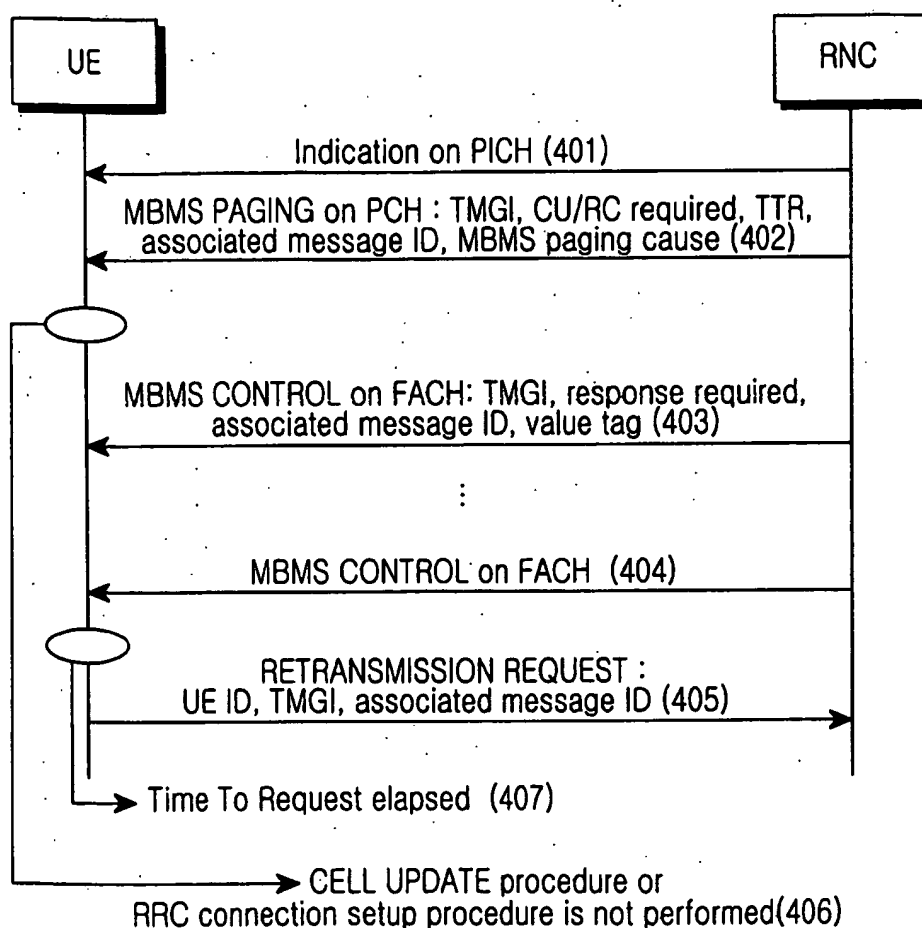 UE
RNC
Indication on PICH (401)
MBMS PAGING on PCH : TMGI, CU/RC required, TTR,
associated message ID, MBMS paging cause (402)
MBMS CONTROL on FACH: TMGI, response required,
associated message ID, value tag (403)
⋮
MBMS CONTROL on FACH (404)
RETRANSMISSION REQUEST :
UE ID, TMGI, associated message ID (405)
Time To Request elapsed (407)
CELL UPDATE procedure or
RRC connection setup procedure is not performed(406)